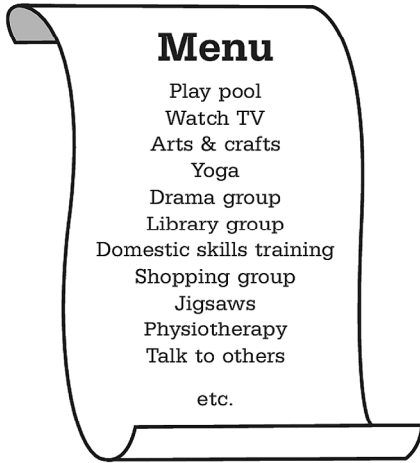 Menu
Play pool
Watch TV
Arts & crafts
Yoga
Drama group
Library group
Domestic skills training
Shopping group
Jigsaws
Physiotherapy
Talk to others
etc.